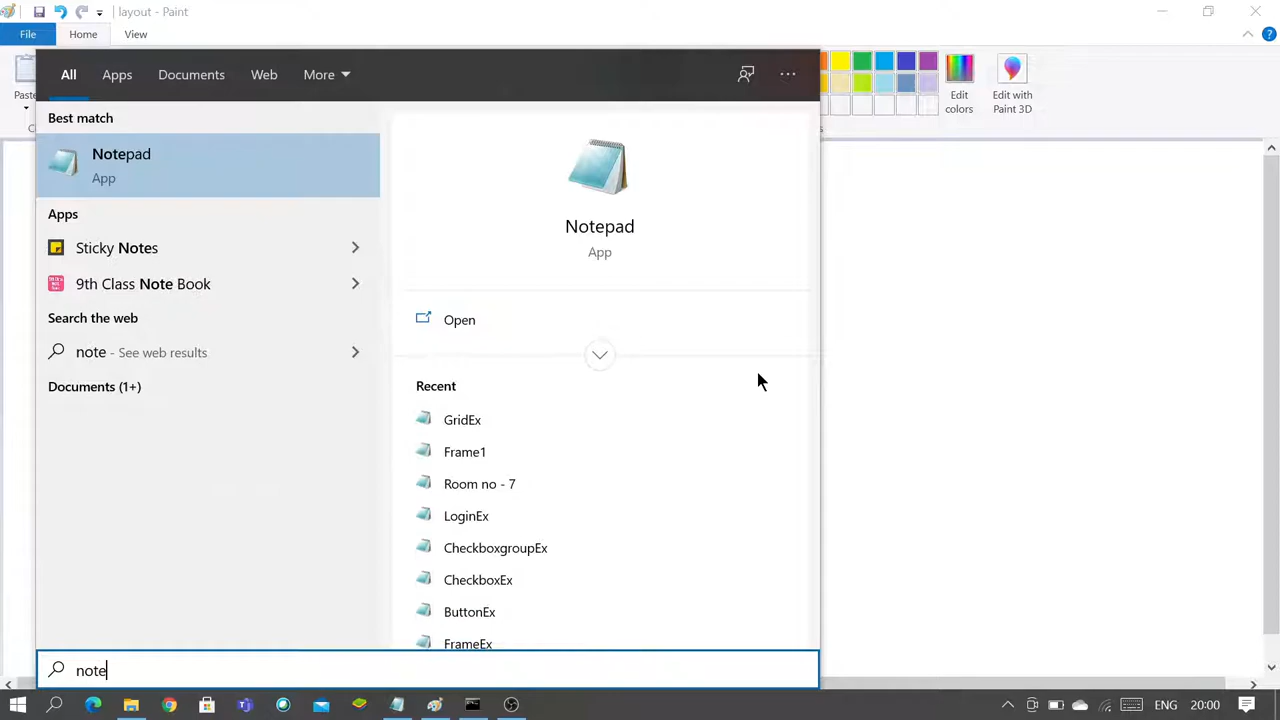 layout - Paint
File
Home
View
Paste
Edit colors
Edit with Paint 3D
All
Apps
Documents
Web
More
Best match
Notepad
App
Apps
Sticky Notes
9th Class Note Book
Search the web
note - See web results
Documents (1+)
Notepad
App
Open
Recent
GridEx
Frame1
Room no - 7
LoginEx
CheckboxgroupEx
CheckboxEx
ButtonEx
FrameEx
note
ENG
20:00